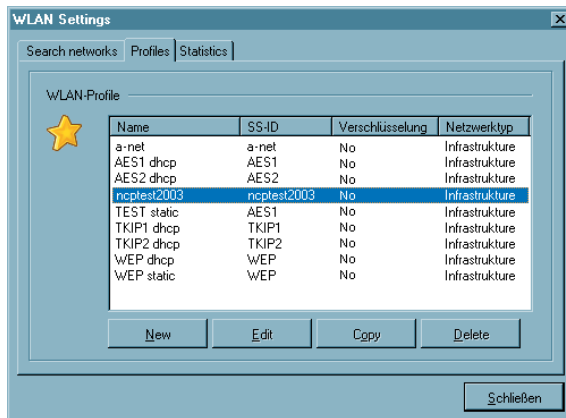 WLAN Settings
Search networks Profiles Statistics
WLAN-Profile
Name SS-ID Verschlüsselung Netzwerktyp
a-net a-net No Infrastrukture
AES1 dhcp AES1 No Infrastrukture
AES2 dhcp AES2 No Infrastrukture
ncptest2003 ncptest2003 No Infrastrukture
TEST static AES1 No Infrastrukture
TKIP1 dhcp TKIP1 No Infrastrukture
TKIP2 dhcp TKIP2 No Infrastrukture
WEP dhcp WEP No Infrastrukture
WEP static WEP No Infrastrukture
New Edit Copy Delete
Schließen